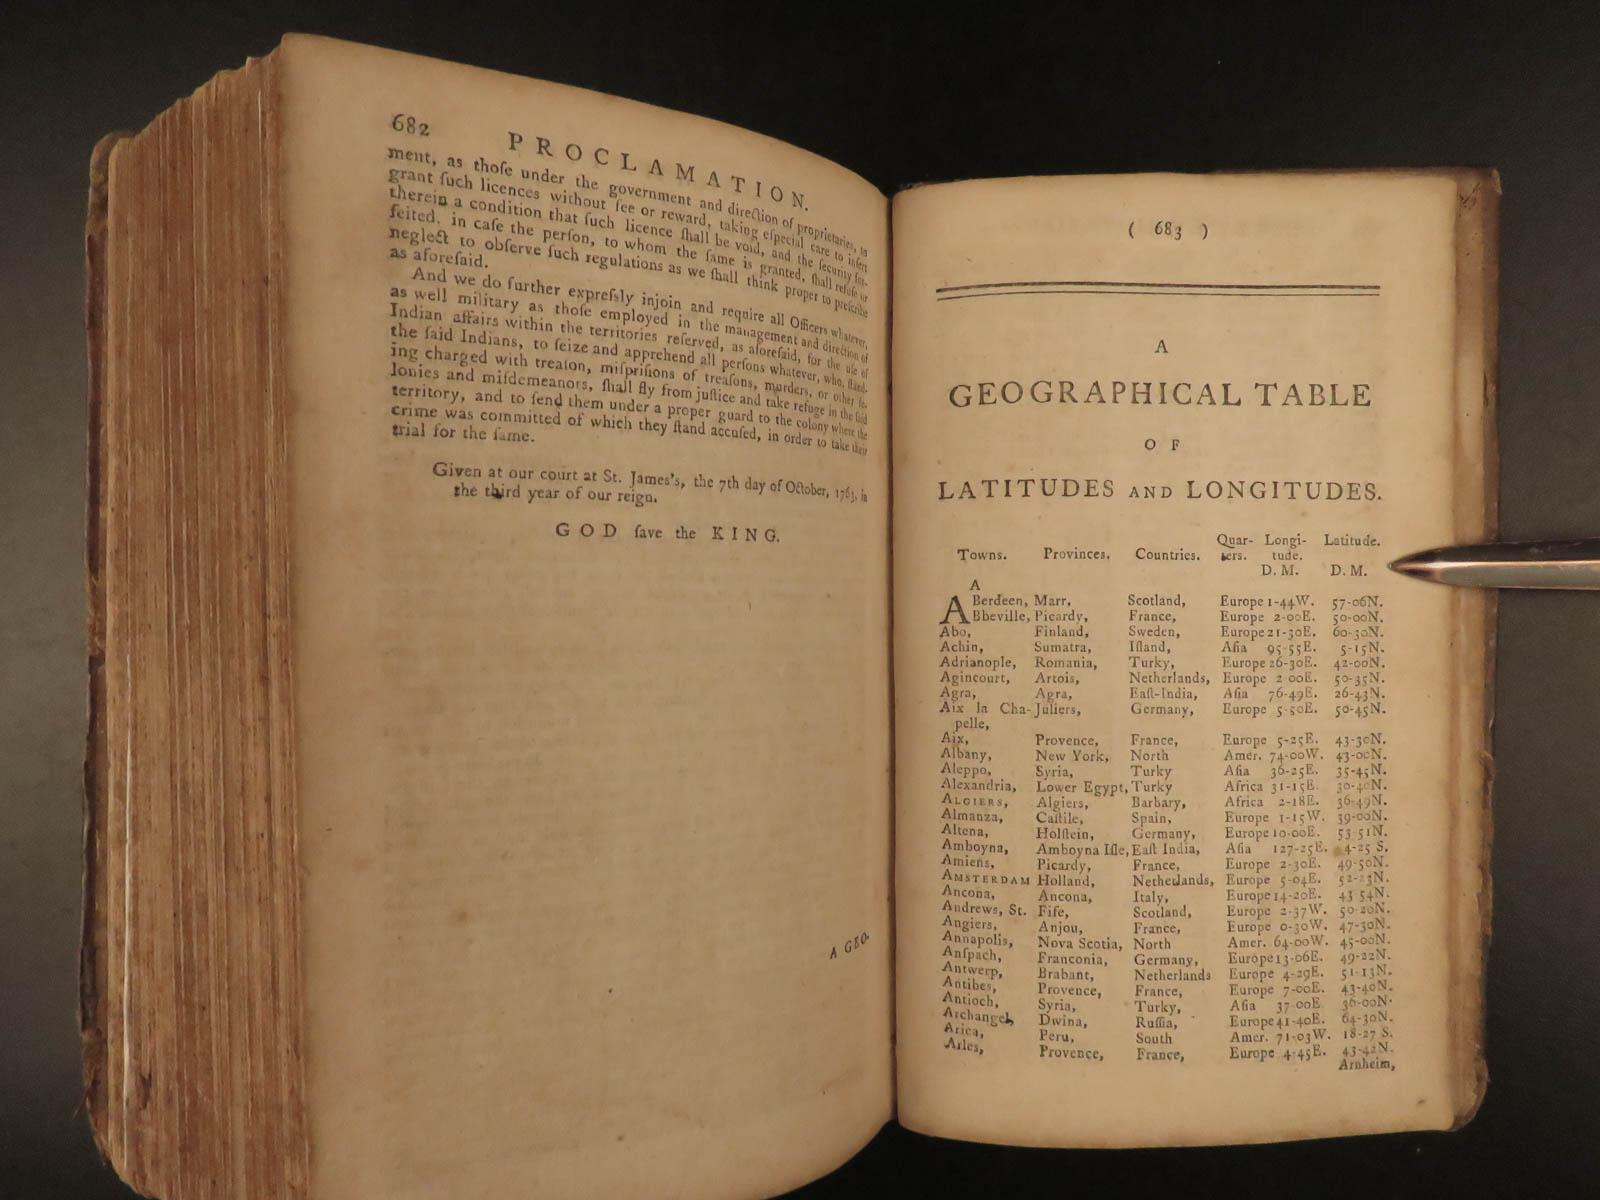 682
PROCLAMATION.
ment, as thoſe under the government and direction of proprietaries, to
grant ſuch licences without fee or reward, taking eſpecial care to inſert
therein a condition that ſuch licence ſhall be void, and the ſecurity for-
feited, in caſe the perſon, to whom the ſame is granted, ſhall refuſe or
neglect to obſerve ſuch regulations as we ſhall think proper to preſcribe
as aforeſaid.
And we do further expreſsly injoin and require all Officers whatever,
as well military as thoſe employed in the management and direction of
Indian affairs within the territories reſerved, as aforeſaid, for the uſe of
the ſaid Indians, to ſeize and apprehend all perſons whatever, who, ſtand-
ing charged with treaſon, miſpriſions of treaſons, murders, or other fe-
lonies and miſdemeanors, ſhall fly from juſtice and take refuge in the ſaid
territory, and to ſend them under a proper guard to the colony where the
crime was committed of which they ſtand accuſed, in order to take their
trial for the ſame.
Given at our court at St. James's, the 7th day of October, 1763, in
the third year of our reign.
GOD ſave the KING.
A GEO-
( 683 )
A
GEOGRAPHICAL TABLE
OF
LATITUDES AND LONGITUDES.
Towns. Provinces. Countries. Quar- ters. Longi- tude. Latitude.
D. M. D. M.
A
ABerdeen, Marr, Scotland, Europe 1-44W. 57-06N.
Abbeville, Picardy, France, Europe 2-00E. 50-00N.
Abo, Finland, Sweden, Europe 21-30E. 60-30N.
Achin, Sumatra, Iſland, Aſia 95-55E. 5-15N.
Adrianople, Romania, Turky, Europe 26-30E. 42-00N.
Agincourt, Artois, Netherlands, Europe 2 00E. 50-35N.
Agra, Agra, Eaſt-India, Aſia 76-49E. 26-43N.
Aix la Cha- Juliers, Germany, Europe 5-50E. 50-45N.
pelle,
Aix, Provence, France, Europe 5-25E. 43-30N.
Albany, New York, North Amer. 74-00W. 43-00N.
Aleppo, Syria, Turky Aſia 36-25E. 35-45N.
Alexandria, Lower Egypt, Turky Africa 31-15E. 30-40N.
ALGIERS, Algiers, Barbary, Africa 2-18E. 36-49N.
Almanza, Caſtile, Spain, Europe 1-15W. 39-00N.
Altena, Holſtein, Germany, Europe 10-00E. 53 51N.
Amboyna, Amboyna Iſle, Eaſt India, Aſia 127-25E. 4-25 S.
Amiens, Picardy, France, Europe 2-30E. 49-50N.
AMSTERDAM Holland, Netherlands, Europe 5-04E. 52-23N.
Ancona, Ancona, Italy, Europe 14-20E. 43 54N.
Andrews, St. Fife, Scotland, Europe 2-37W. 50-20N.
Angiers, Anjou, France, Europe 0-30W. 47-30N.
Annapolis, Nova Scotia, North Amer. 64-00W. 45-00N.
Anſpach, Franconia, Germany, Europe 13-06E. 49-22N.
Antwerp, Brabant, Netherlands Europe 4-29E. 51-13N.
Antibes, Provence, France, Europe 7-00E. 43-40N.
Antioch, Syria, Turky, Aſia 37 00E 36-00N.
Archangel, Dwina, Ruſſia, Europe 41-40E. 64-30N.
Arica, Peru, South Amer. 71-03W. 18-27 S.
Arles, Provence, France, Europe 4-45E. 43-42N.
Arnheim,